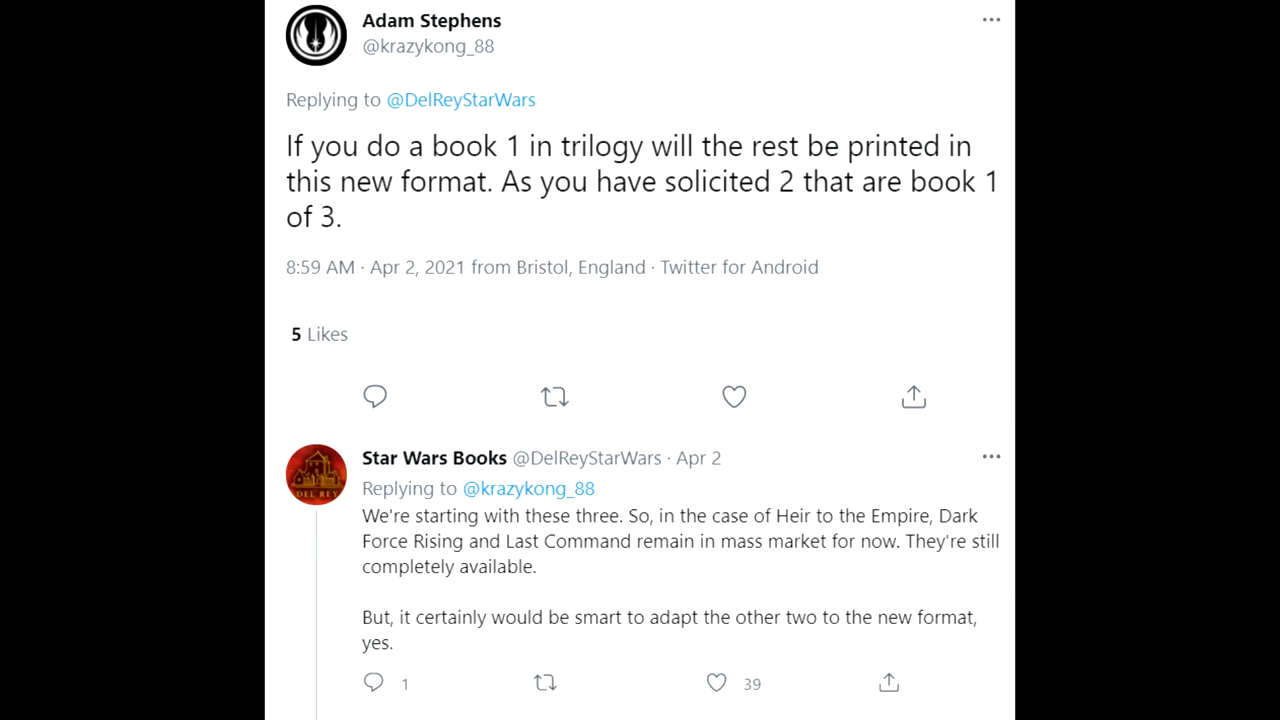 Adam Stephens
@krazykong_88
Replying to @DelReyStarWars
If you do a book 1 in trilogy will the rest be printed in
this new format. As you have solicited 2 that are book 1
of 3.
8:59 AM · Apr 2, 2021 from Bristol, England · Twitter for Android
5 Likes
Star Wars Books @DelReyStarWars · Apr 2
DEL REY
Replying to @krazykong_88
We're starting with these three. So, in the case of Heir to the Empire, Dark
Force Rising and Last Command remain in mass market for now. They're still
completely available.
But, it certainly would be smart to adapt the other two to the new format,
yes.
1 39